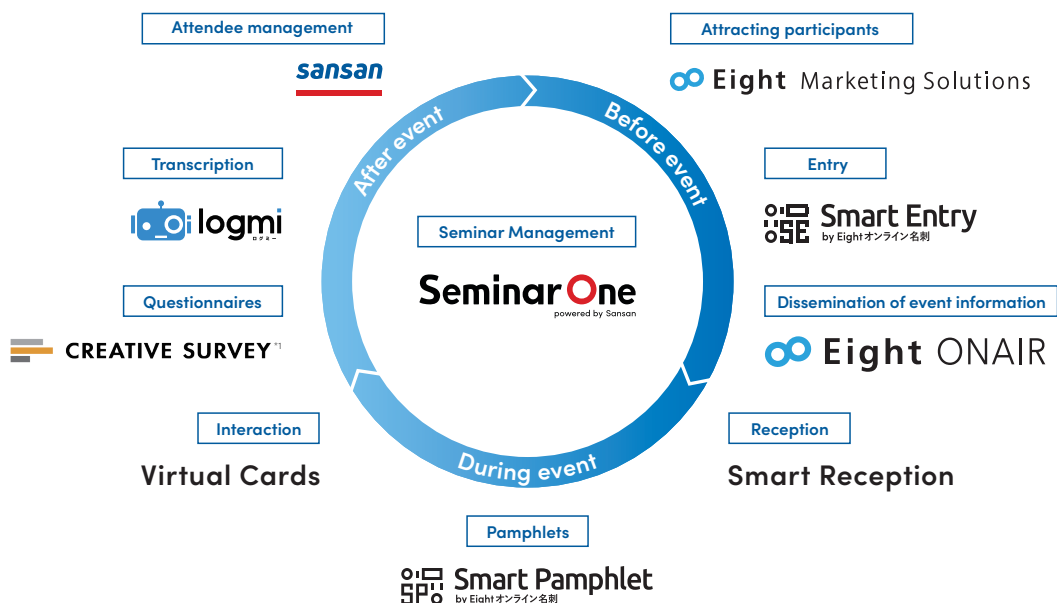 Attendee management
sansan
Attracting participants
Eight Marketing Solutions
After event
Before event
Transcription
logmi
ログミー
Entry
Smart Entry
by Eightオンライン名刺
Seminar Management
Seminar One
powered by Sansan
Questionnaires
CREATIVE SURVEY*1
Dissemination of event information
Eight ONAIR
Interaction
Virtual Cards
Reception
Smart Reception
During event
Pamphlets
Smart Pamphlet
by Eightオンライン名刺